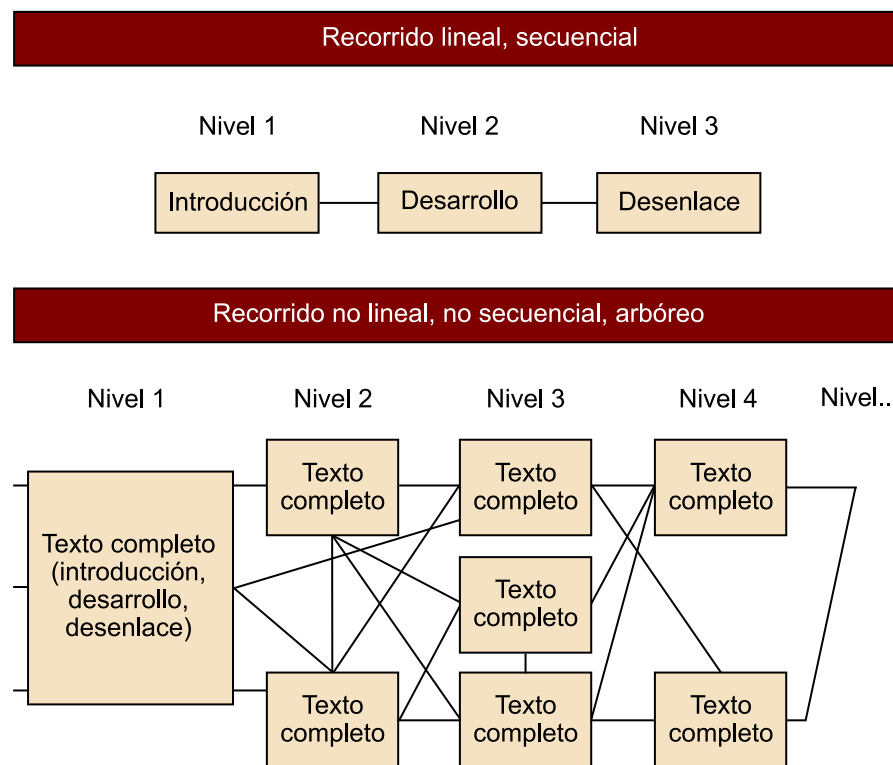 Recorrido lineal, secuencial
Nivel 1
Nivel 2
Nivel 3
Introducción
Desarrollo
Desenlace
Recorrido no lineal, no secuencial, arbóreo
Nivel 1
Nivel 2
Nivel 3
Nivel 4
Nivel...
Texto completo
(introducción,
desarrollo,
desenlace)
Texto
completo
Texto
completo
Texto
completo
Texto
completo
Texto
completo
Texto
completo
Texto
completo